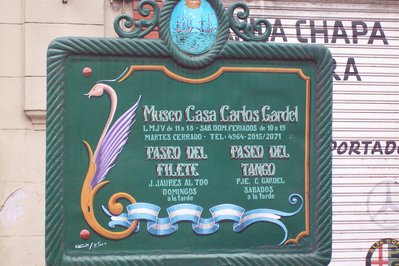 DA CHAPA
RA
Museo Casa Carlos Gardel
L.M.J.V de 11 a 18 - SAB. DOM. FERIADOS de 10 a 19
MARTES CERRADO - TEL: 4964-2015/2071
PASEO DEL
FILETE
J. JAURES AL 700
DOMINGOS
a la tarde
PASEO DEL
TANGO
PJE. C GARDEL
SABADOS
a la tarde
PORTADO